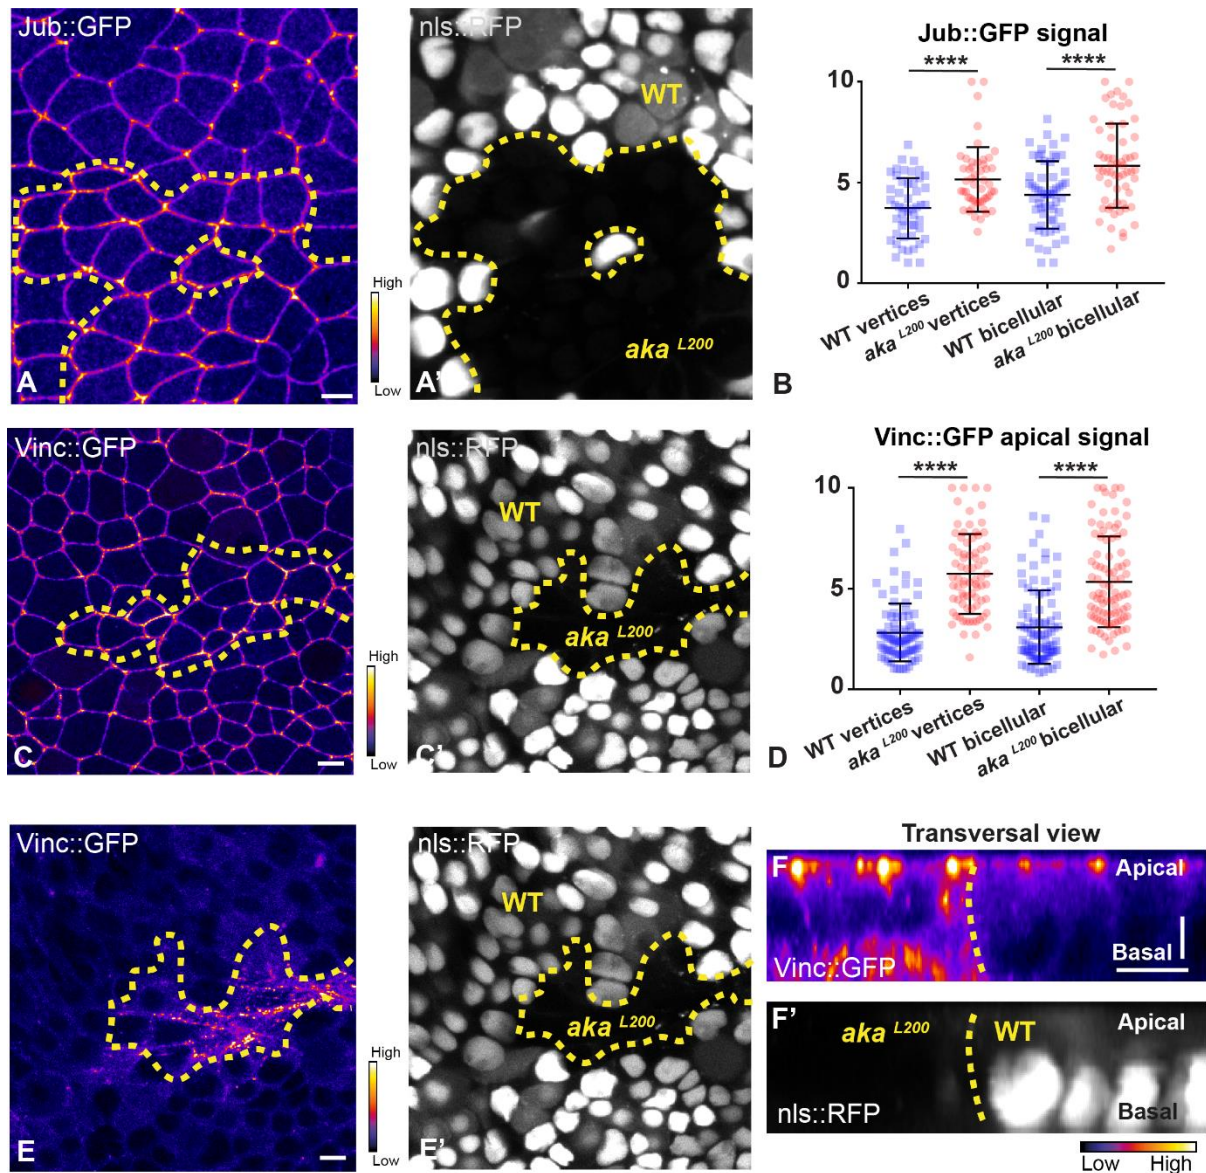 Jub::GFP
High
Low
A
nls::RFP
WT
aka L200
A'
Jub::GFP signal
****
****
10
5
0
WT vertices
aka L200 vertices
WT bicellular
aka L200 bicellular
B
Vinc::GFP
High
Low
C
nls::RFP
WT
aka L200
C'
Vinc::GFP apical signal
****
****
10
5
0
WT vertices
aka L200 vertices
WT bicellular
aka L200 bicellular
D
Vinc::GFP
High
Low
E
nls::RFP
WT
aka L200
E'
Transversal view
F
Apical
Basal
Vinc::GFP
F'
aka L200
WT
Apical
nls::RFP
Basal
Low High